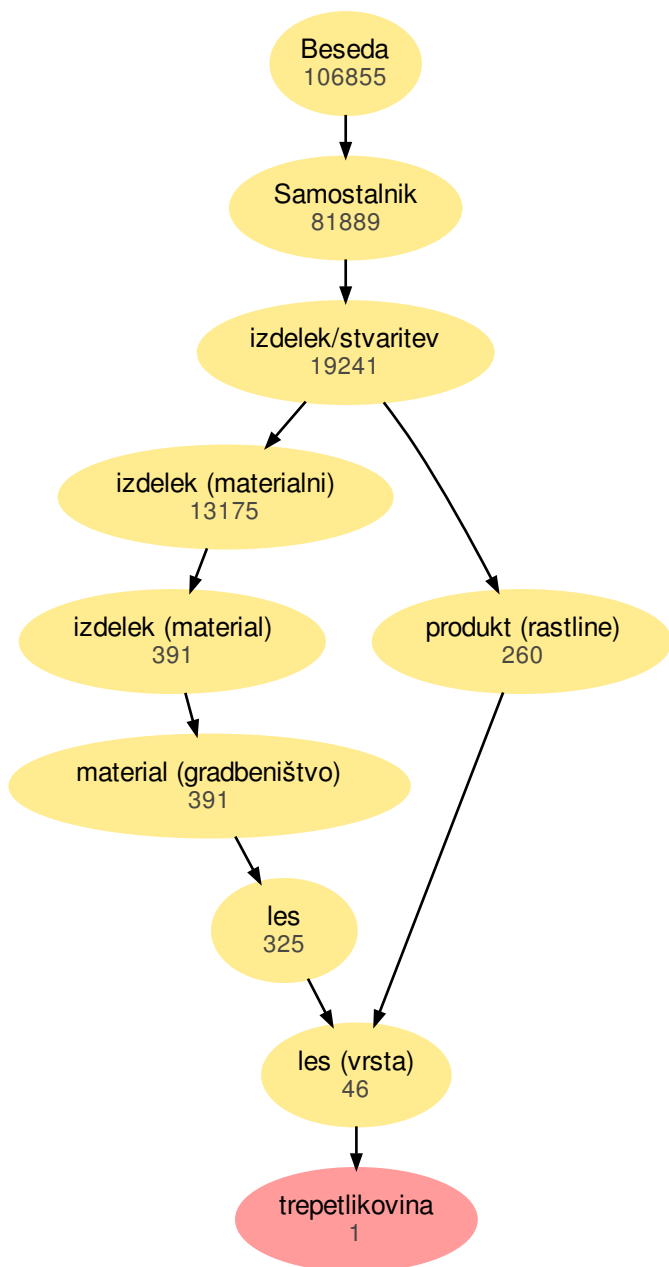 Beseda
106855
Samostalnik
81889
izdelek/stvaritev
19241
izdelek (materialni)
13175
izdelek (material)
391
produkt (rastline)
260
material (gradbeništvo)
391
les
325
les (vrsta)
46
trepetlikovina
1